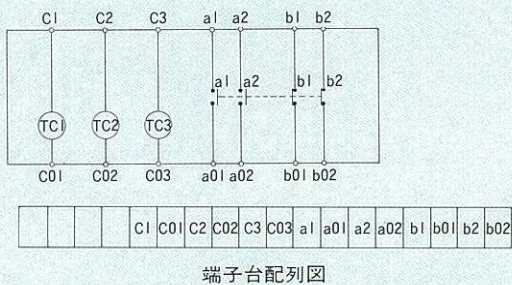 C1 C2 C3 a1 a2 b1 b2
a1 a2 b1 b2
TC1 TC2 TC3
C01 C02 C03 a01 a02 b01 b02
C1 C01 C2 C02 C3 C03 a1 a01 a2 a02 b1 b01 b2 b02
端子台配列図